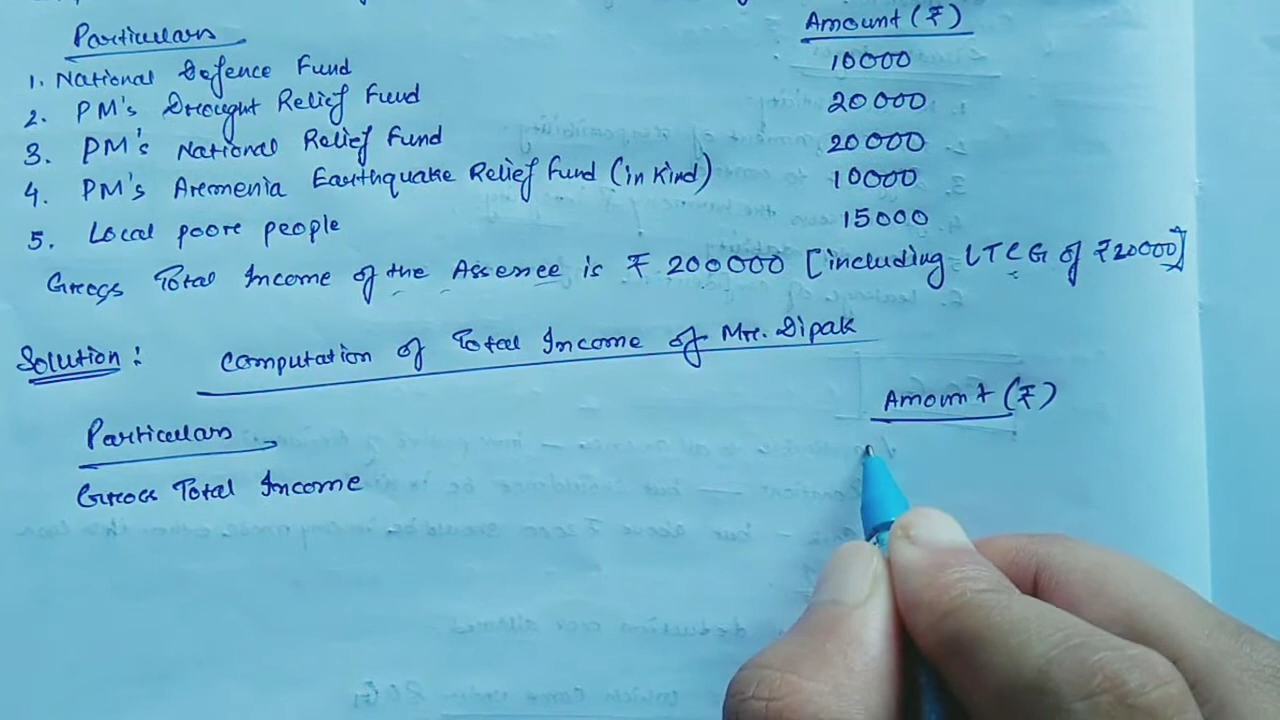 Particulars Amount (₹)
1. National Defence Fund 10000
2. PM's Drought Relief Fund 20000
3. PM's National Relief Fund 20000
4. PM's Aremenia Earthquake Relief Fund (in Kind) 10000
5. Local poore people 15000
Gross Total Income of the Assenee is ₹ 200000 [including LTCG of ₹20000]
Solution: Computation of Total Income of Mr. Dipak
Particulars Amount (₹)
Gross Total Income